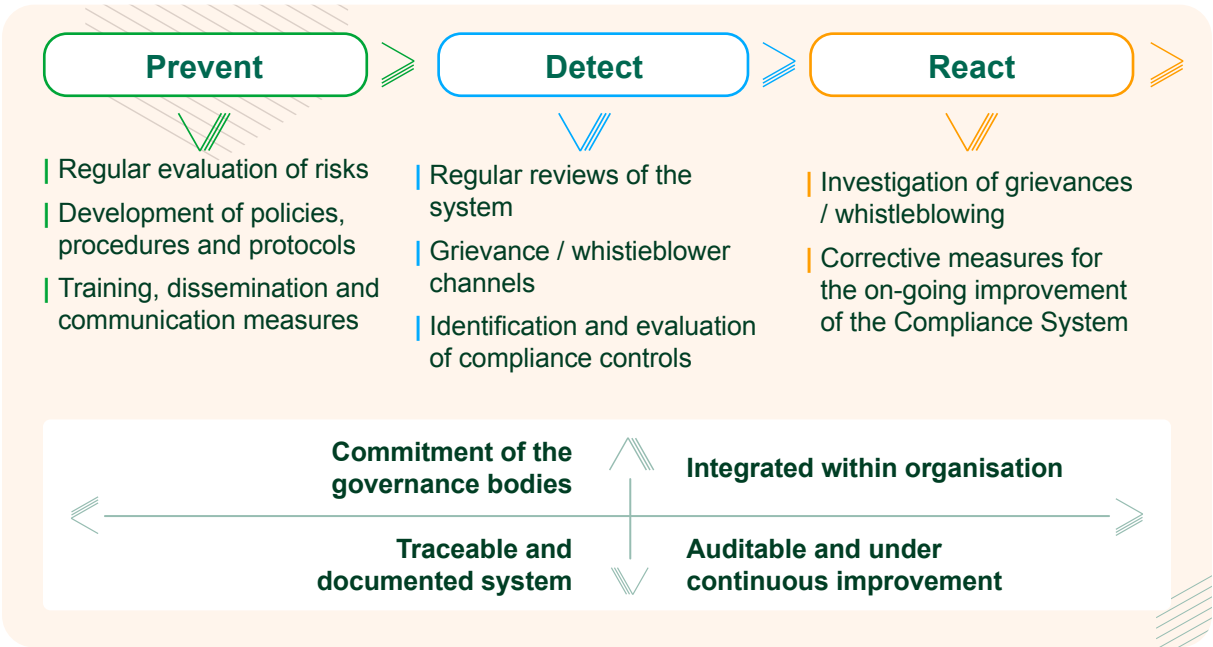 Prevent
Regular evaluation of risks
Development of policies,
procedures and protocols
Training, dissemination and
communication measures
Detect
Regular reviews of the
system
Grievance / whistieblower
channels
Identification and evaluation
of compliance controls
React
Investigation of grievances
/ whistleblowing
Corrective measures for
the on-going improvement
of the Compliance System
Commitment of the
governance bodies
Integrated within organisation
Traceable and
documented system
Auditable and under
continuous improvement